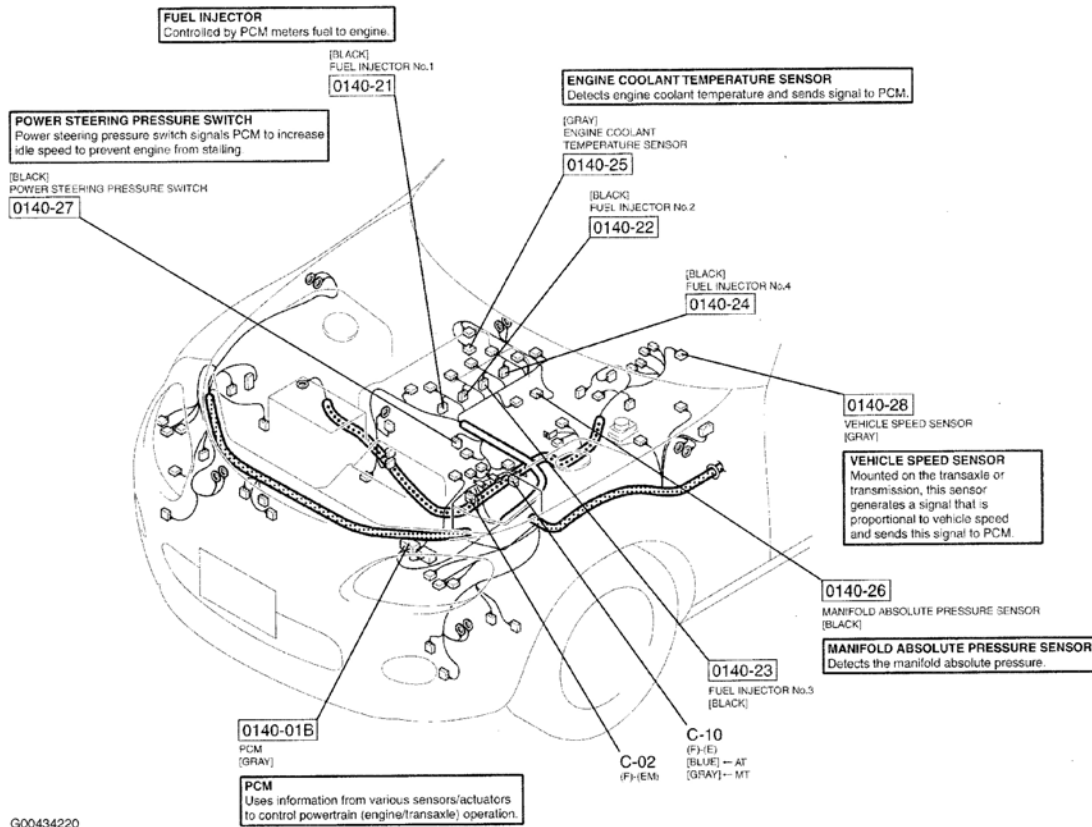 FUEL INJECTOR
Controlled by PCM meters fuel to engine.
[BLACK]
FUEL INJECTOR No.1
0140-21
ENGINE COOLANT TEMPERATURE SENSOR
Detects engine coolant temperature and sends signal to PCM.
POWER STEERING PRESSURE SWITCH
Power steering pressure switch signals PCM to increase
idle speed to prevent engine from stalling.
[GRAY]
ENGINE COOLANT
TEMPERATURE SENSOR
0140-25
[BLACK]
POWER STEERING PRESSURE SWITCH
0140-27
[BLACK]
FUEL INJECTOR No.2
0140-22
[BLACK]
FUEL INJECTOR No.4
0140-24
0140-28
VEHICLE SPEED SENSOR
[GRAY]
VEHICLE SPEED SENSOR
Mounted on the transaxle or
transmission, this sensor
generates a signal that is
proportional to vehicle speed
and sends this signal to PCM.
0140-26
MANIFOLD ABSOLUTE PRESSURE SENSOR
[BLACK]
MANIFOLD ABSOLUTE PRESSURE SENSOR
Detects the manifold absolute pressure.
0140-23
FUEL INJECTOR No.3
[BLACK]
0140-01B
PCM
[GRAY]
C-10
(F)-(E)
[BLUE] ← AT
[GRAY] ← MT
C-02
(F)-(EM)
PCM
Uses information from various sensors/actuators
to control powertrain (engine/transaxle) operation.
G00434220